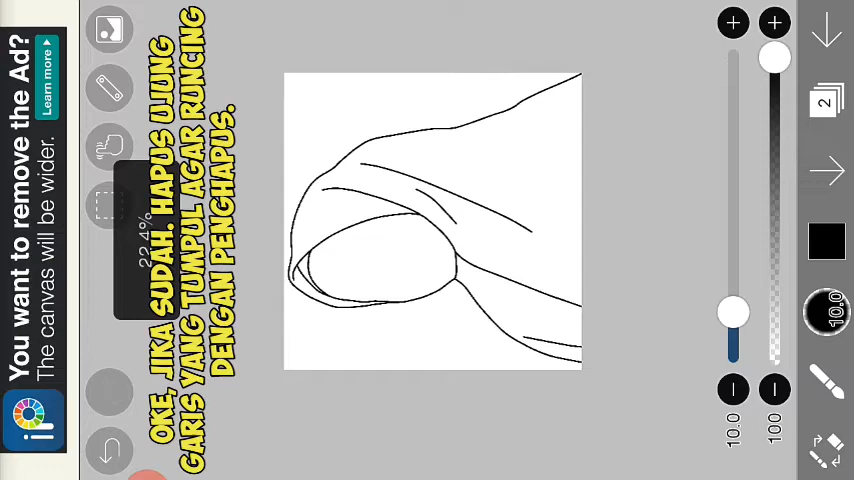 You want to remove the Ad?
The canvas will be wider.
Learn more ▶
22.4%
OKE, JIKA SUDAH. HAPUS UJUNG
GARIS YANG TUMPUL AGAR RUNCING
DENGAN PENGHAPUS.
10.0
100
2
10.0